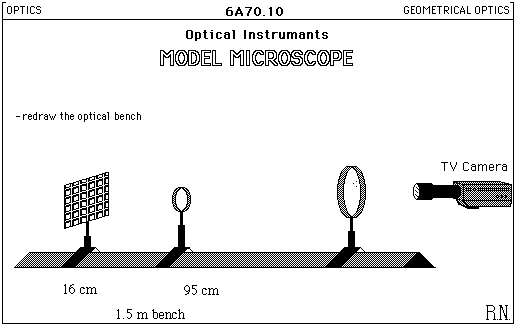 OPTICS 6A70.10 GEOMETRICAL OPTICS
Optical Instrumants
MODEL MICROSCOPE
-redraw the optical bench
TV Camera
16 cm 95 cm
1.5 m bench
R.N.